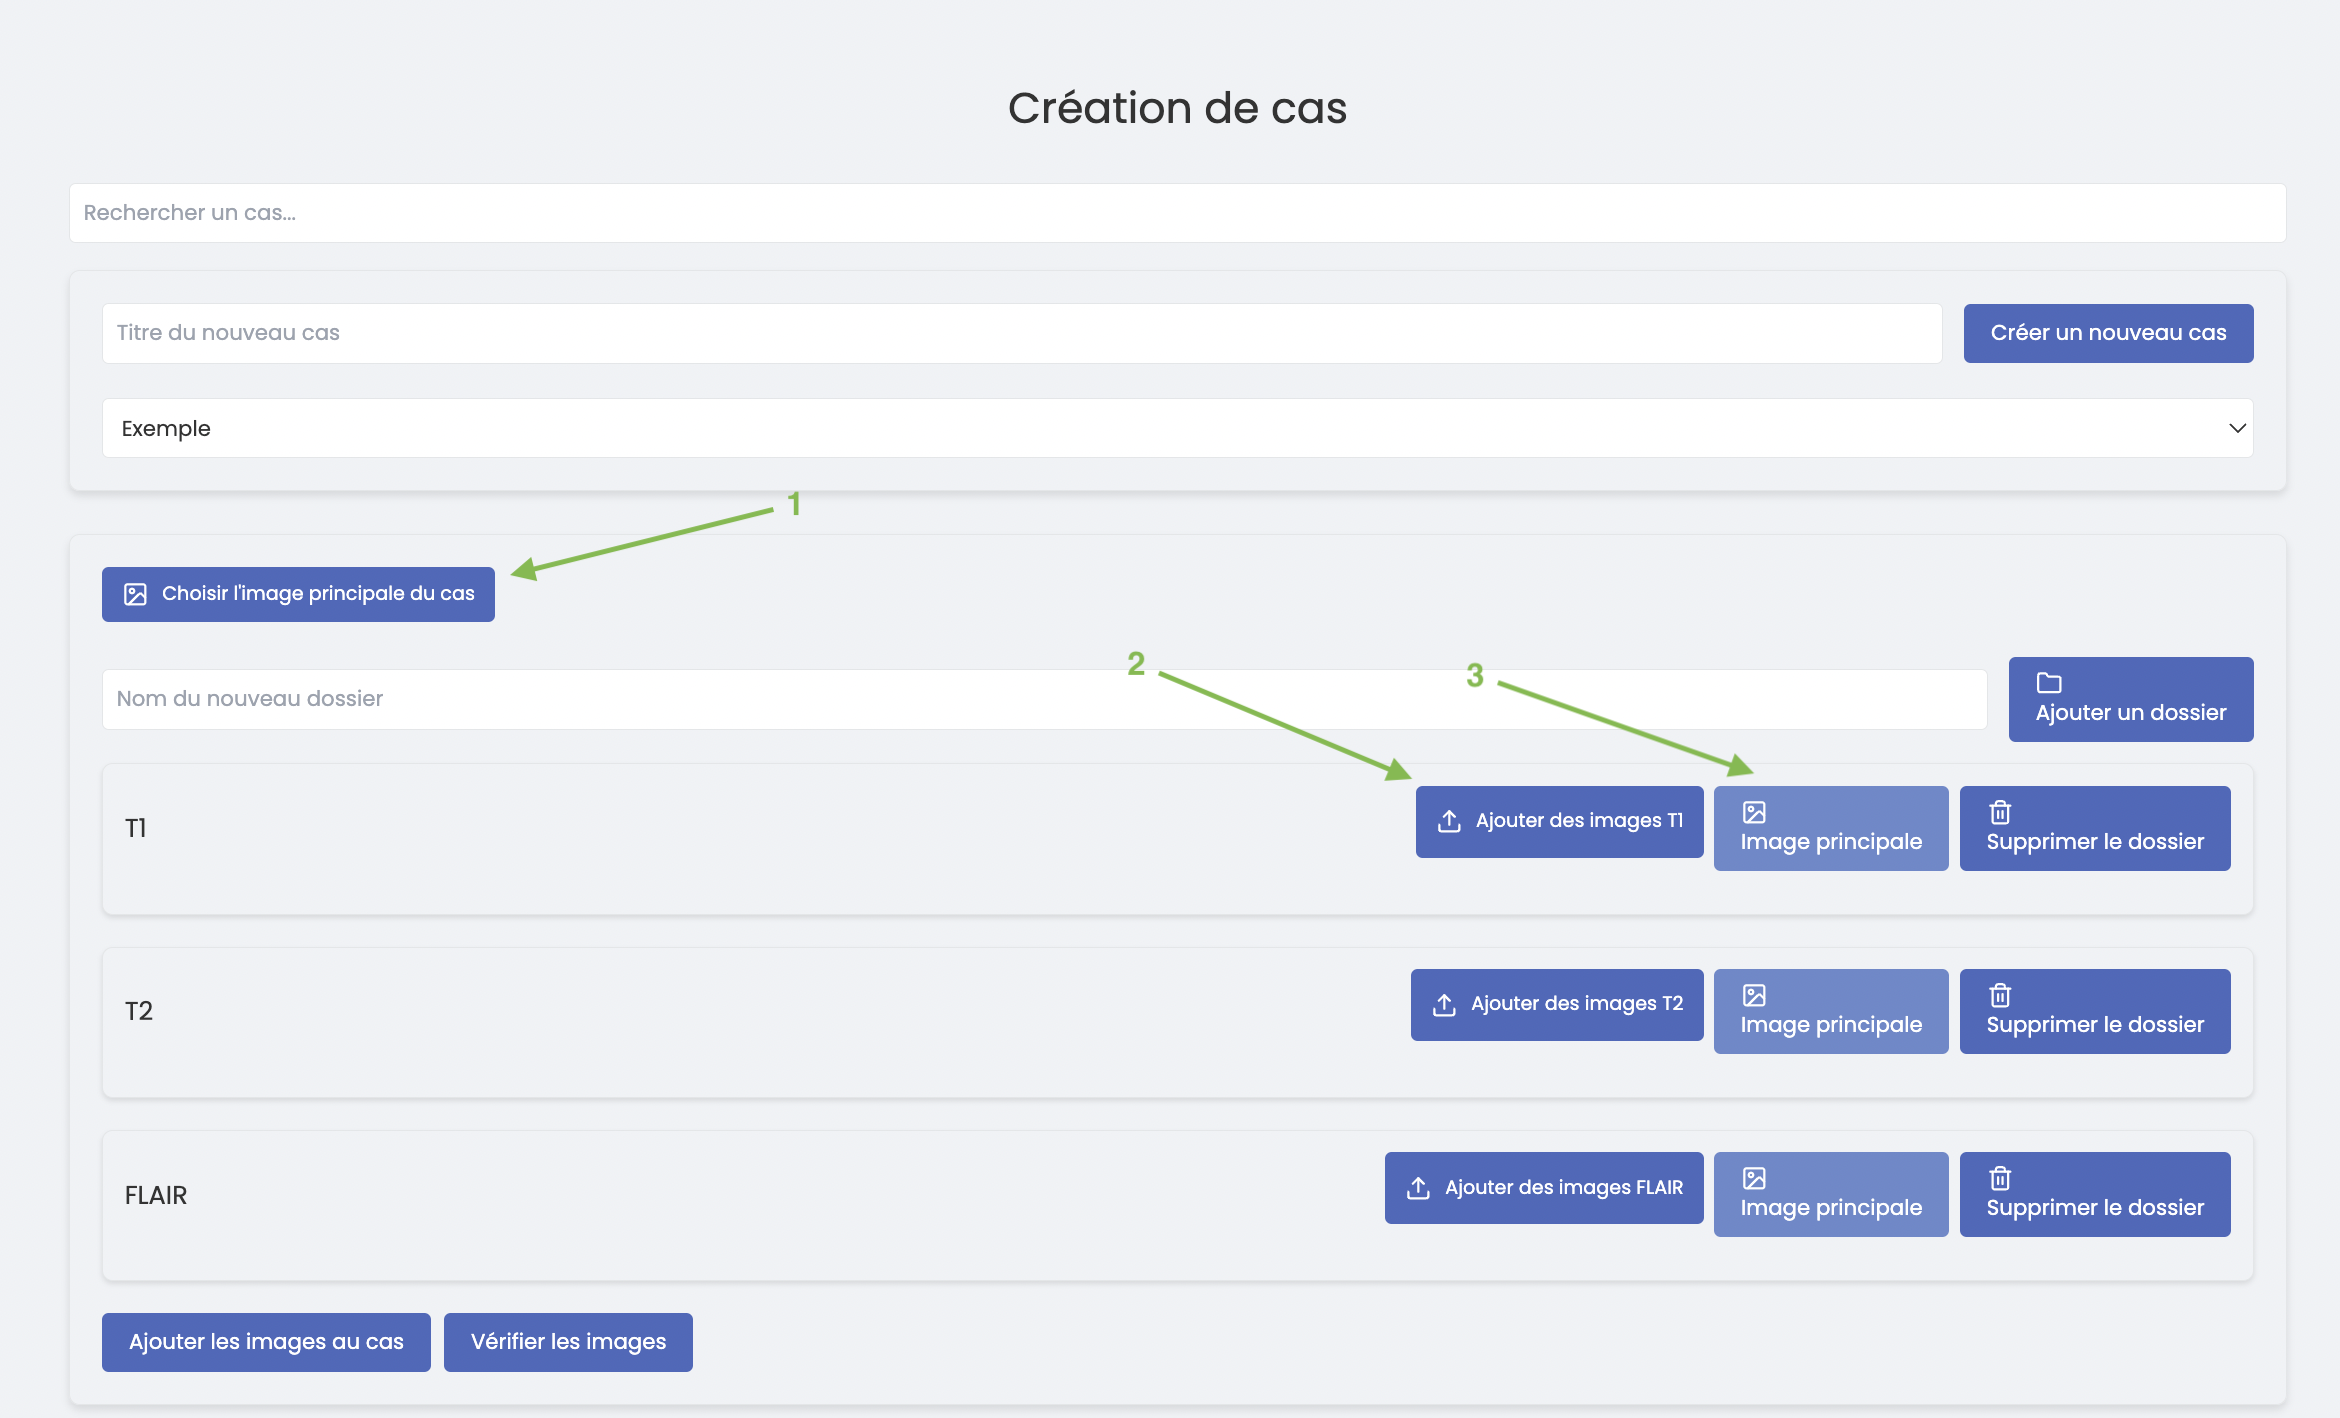 Création de cas
Rechercher un cas...
Titre du nouveau cas
Créer un nouveau cas
Exemple
1
Choisir l'image principale du cas
2
3
Nom du nouveau dossier
Ajouter un dossier
T1
Ajouter des images T1
Image principale
Supprimer le dossier
T2
Ajouter des images T2
Image principale
Supprimer le dossier
FLAIR
Ajouter des images FLAIR
Image principale
Supprimer le dossier
Ajouter les images au cas
Vérifier les images